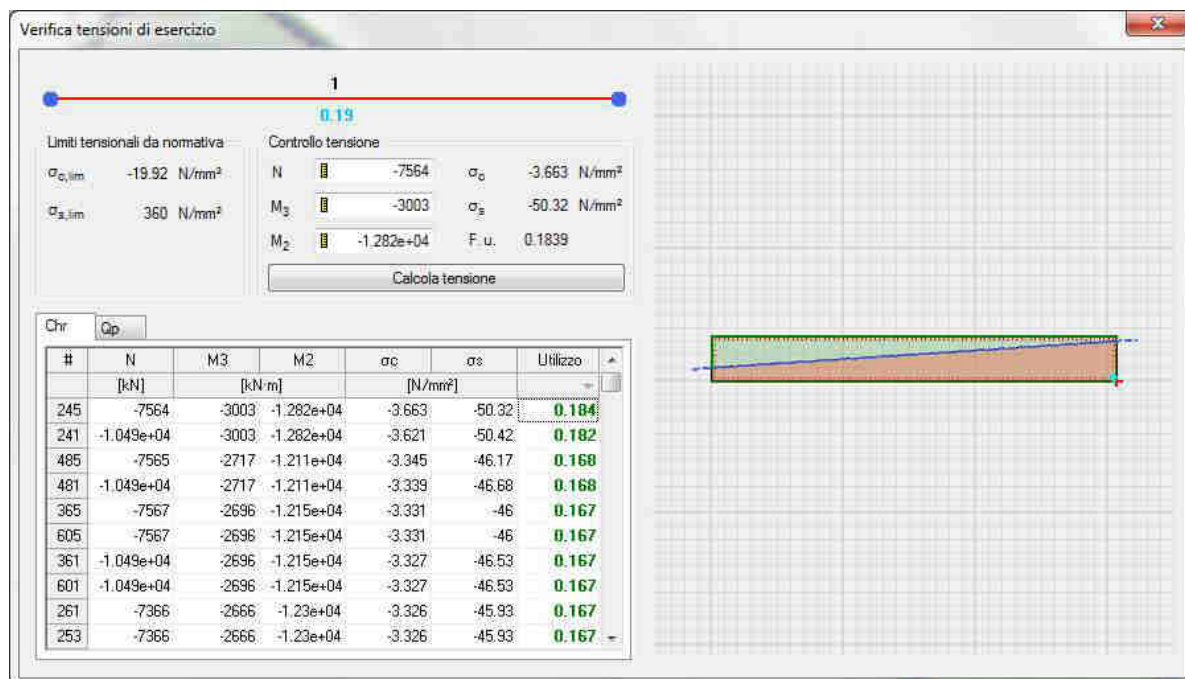 Verifica tensioni di esercizio
1
0.19
Limiti tensionali da normativa
σc,lim -19.92 N/mm²
σs,lim 360 N/mm²
Controllo tensione
N -7564 σc -3.663 N/mm²
M3 -3003 σs -50.32 N/mm²
M2 -1.282e+04 F. u. 0.1839
Calcola tensione
Chr Qp
# N M3 M2 σc σs Utilizzo
[kN] [kN·m] [N/mm²]
245 -7564 -3003 -1.282e+04 -3.663 -50.32 0.184
241 -1.049e+04 -3003 -1.282e+04 -3.621 -50.42 0.182
485 -7565 -2717 -1.211e+04 -3.345 -46.17 0.168
481 -1.049e+04 -2717 -1.211e+04 -3.339 -46.68 0.168
365 -7567 -2696 -1.215e+04 -3.331 -46 0.167
605 -7567 -2696 -1.215e+04 -3.331 -46 0.167
361 -1.049e+04 -2696 -1.215e+04 -3.327 -46.53 0.167
601 -1.049e+04 -2696 -1.215e+04 -3.327 -46.53 0.167
261 -7366 -2666 -1.23e+04 -3.326 -45.93 0.167
253 -7366 -2666 -1.23e+04 -3.326 -45.93 0.167